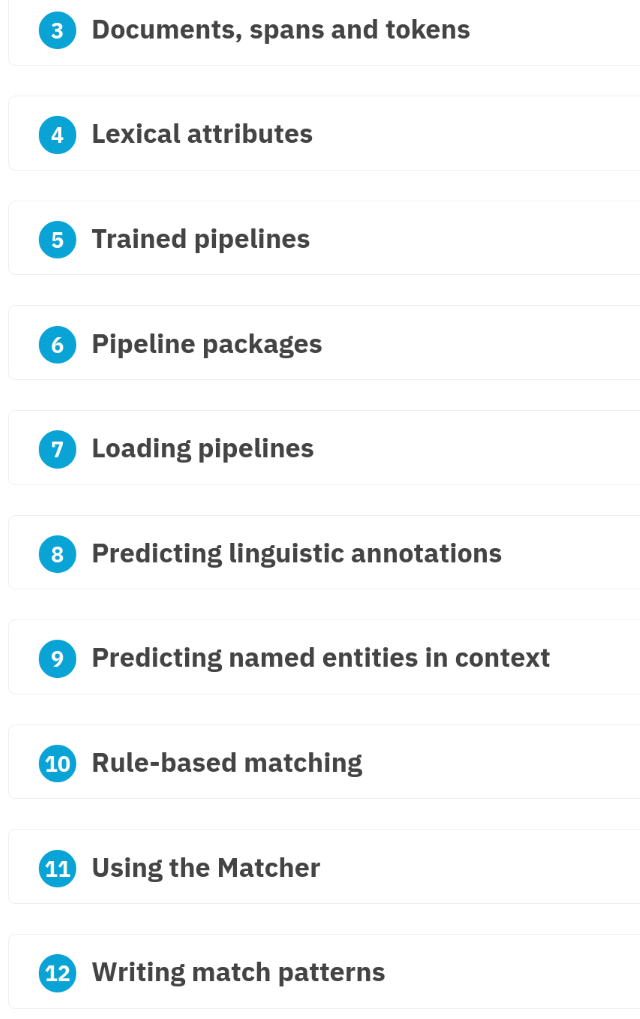 3 Documents, spans and tokens
4 Lexical attributes
5 Trained pipelines
6 Pipeline packages
7 Loading pipelines
8 Predicting linguistic annotations
9 Predicting named entities in context
10 Rule-based matching
11 Using the Matcher
12 Writing match patterns